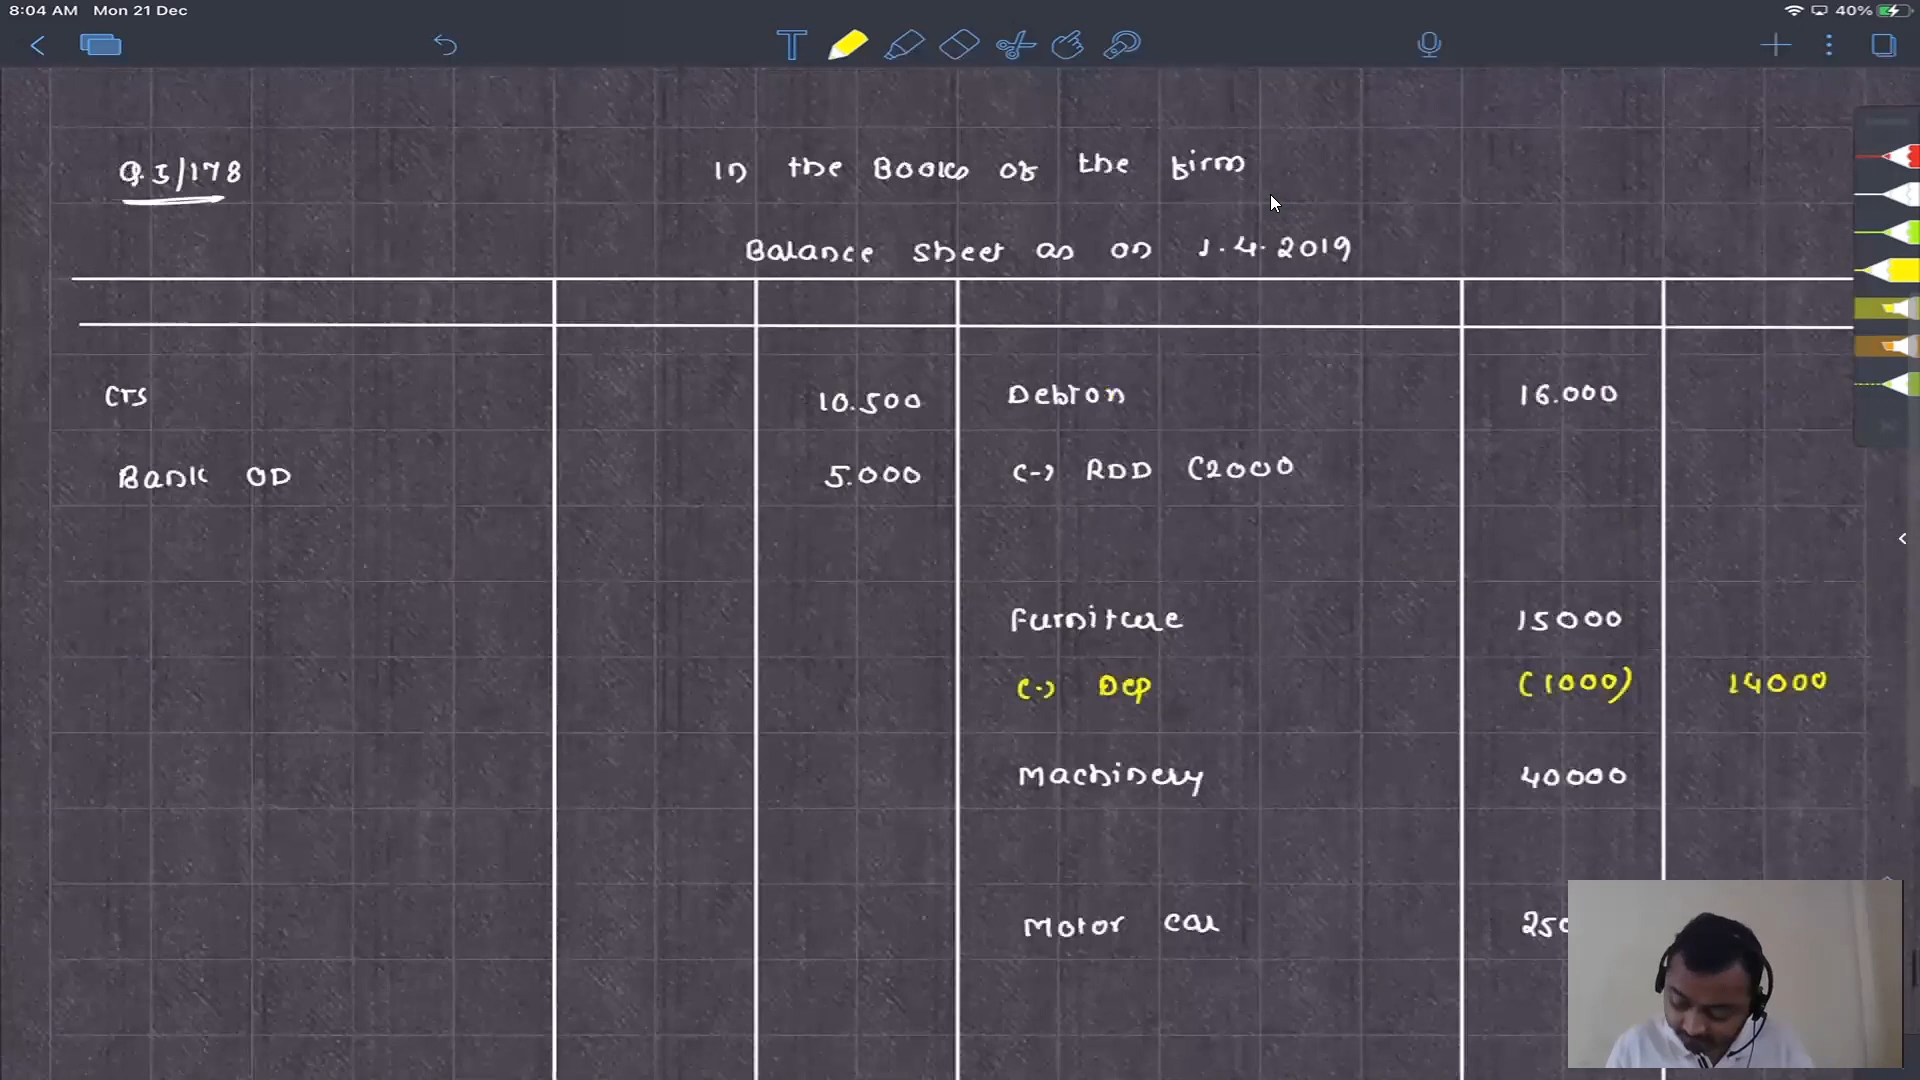 8:04 AM Mon 21 Dec
40%
T
Q.5/178
In the Books of the firm
Balance sheet as on 1.4.2019
Crs 10.500 Debtors 16.000
Bank OD 5.000 (-) RDD (2000
Furniture 15000
(-) Dep (1000) 14000
Machinery 40000
Motor car 250